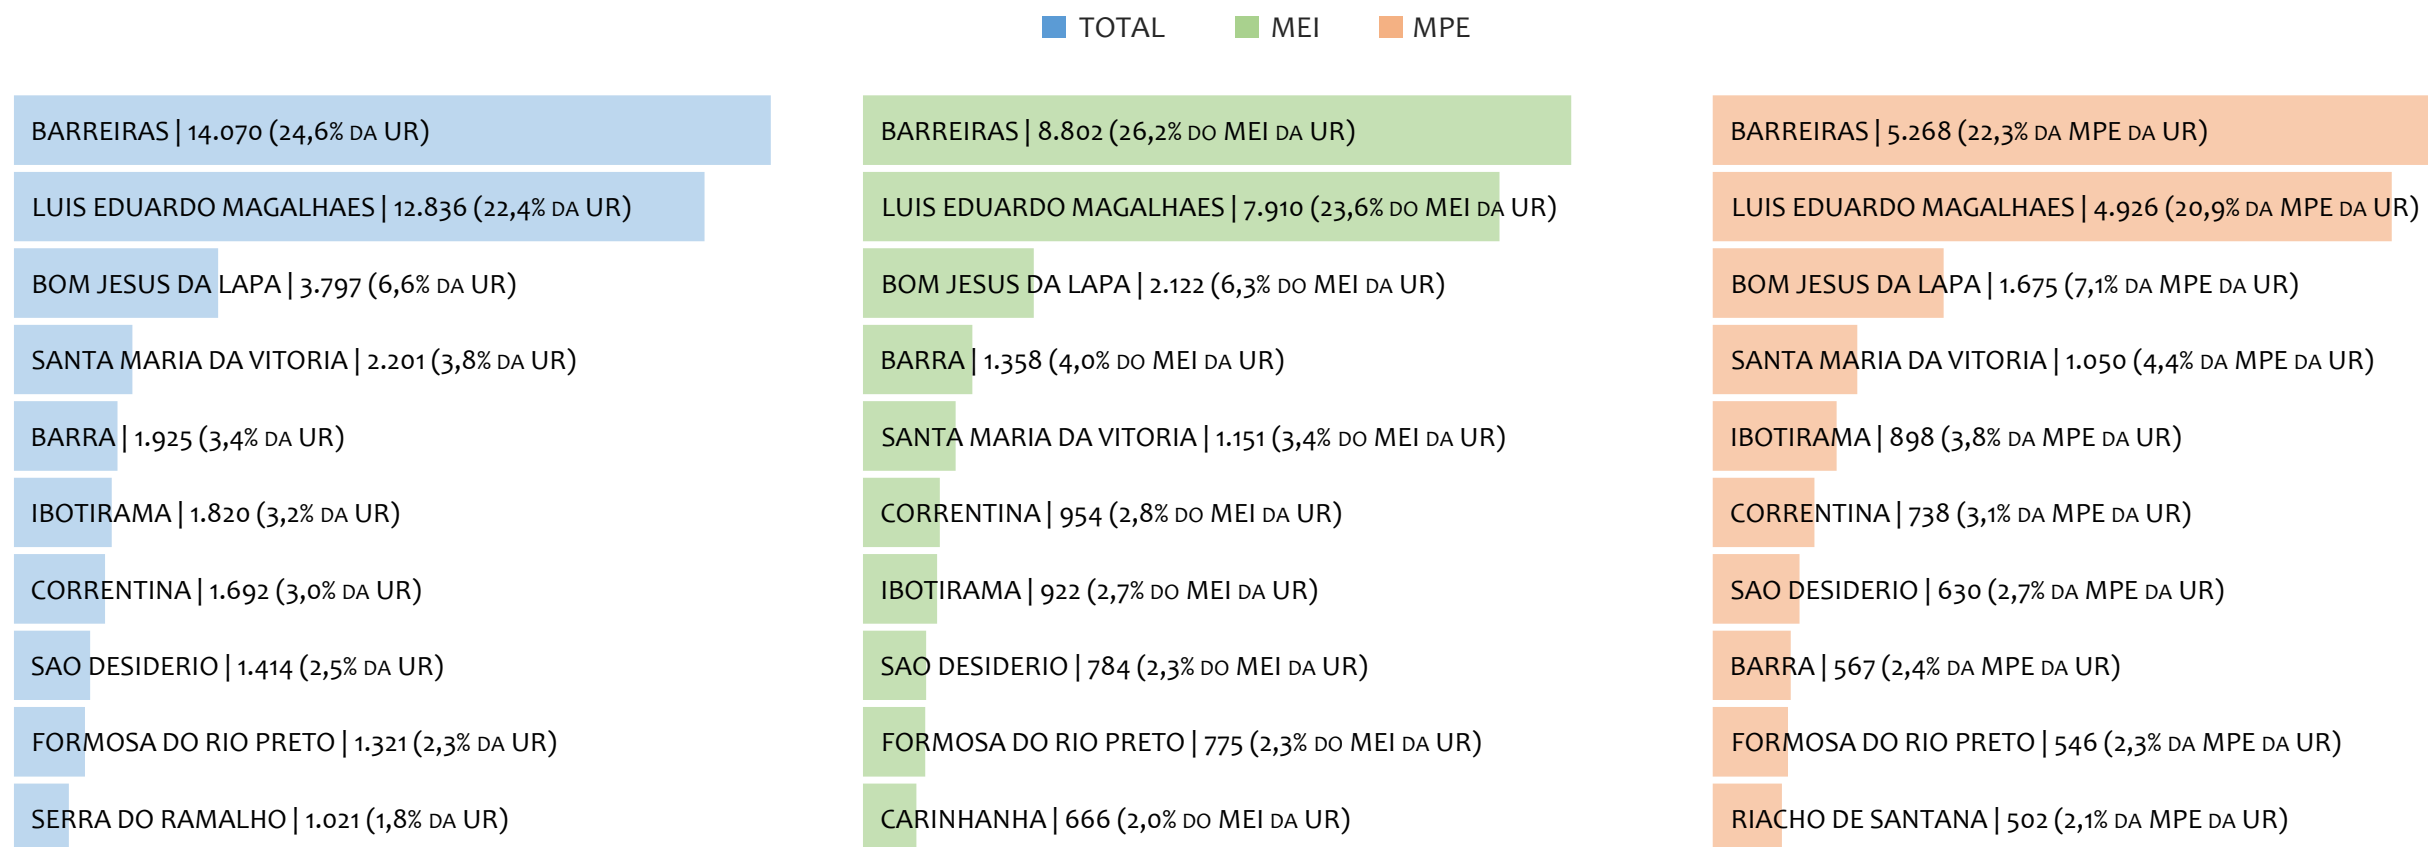 TOTAL MEI MPE
BARREIRAS | 14.070 (24,6% DA UR)
LUIS EDUARDO MAGALHAES | 12.836 (22,4% DA UR)
BOM JESUS DA LAPA | 3.797 (6,6% DA UR)
SANTA MARIA DA VITORIA | 2.201 (3,8% DA UR)
BARRA | 1.925 (3,4% DA UR)
IBOTIRAMA | 1.820 (3,2% DA UR)
CORRENTINA | 1.692 (3,0% DA UR)
SAO DESIDERIO | 1.414 (2,5% DA UR)
FORMOSA DO RIO PRETO | 1.321 (2,3% DA UR)
SERRA DO RAMALHO | 1.021 (1,8% DA UR)
BARREIRAS | 8.802 (26,2% DO MEI DA UR)
LUIS EDUARDO MAGALHAES | 7.910 (23,6% DO MEI DA UR)
BOM JESUS DA LAPA | 2.122 (6,3% DO MEI DA UR)
BARRA | 1.358 (4,0% DO MEI DA UR)
SANTA MARIA DA VITORIA | 1.151 (3,4% DO MEI DA UR)
CORRENTINA | 954 (2,8% DO MEI DA UR)
IBOTIRAMA | 922 (2,7% DO MEI DA UR)
SAO DESIDERIO | 784 (2,3% DO MEI DA UR)
FORMOSA DO RIO PRETO | 775 (2,3% DO MEI DA UR)
CARINHANHA | 666 (2,0% DO MEI DA UR)
BARREIRAS | 5.268 (22,3% DA MPE DA UR)
LUIS EDUARDO MAGALHAES | 4.926 (20,9% DA MPE DA UR)
BOM JESUS DA LAPA | 1.675 (7,1% DA MPE DA UR)
SANTA MARIA DA VITORIA | 1.050 (4,4% DA MPE DA UR)
IBOTIRAMA | 898 (3,8% DA MPE DA UR)
CORRENTINA | 738 (3,1% DA MPE DA UR)
SAO DESIDERIO | 630 (2,7% DA MPE DA UR)
BARRA | 567 (2,4% DA MPE DA UR)
FORMOSA DO RIO PRETO | 546 (2,3% DA MPE DA UR)
RIACHO DE SANTANA | 502 (2,1% DA MPE DA UR)